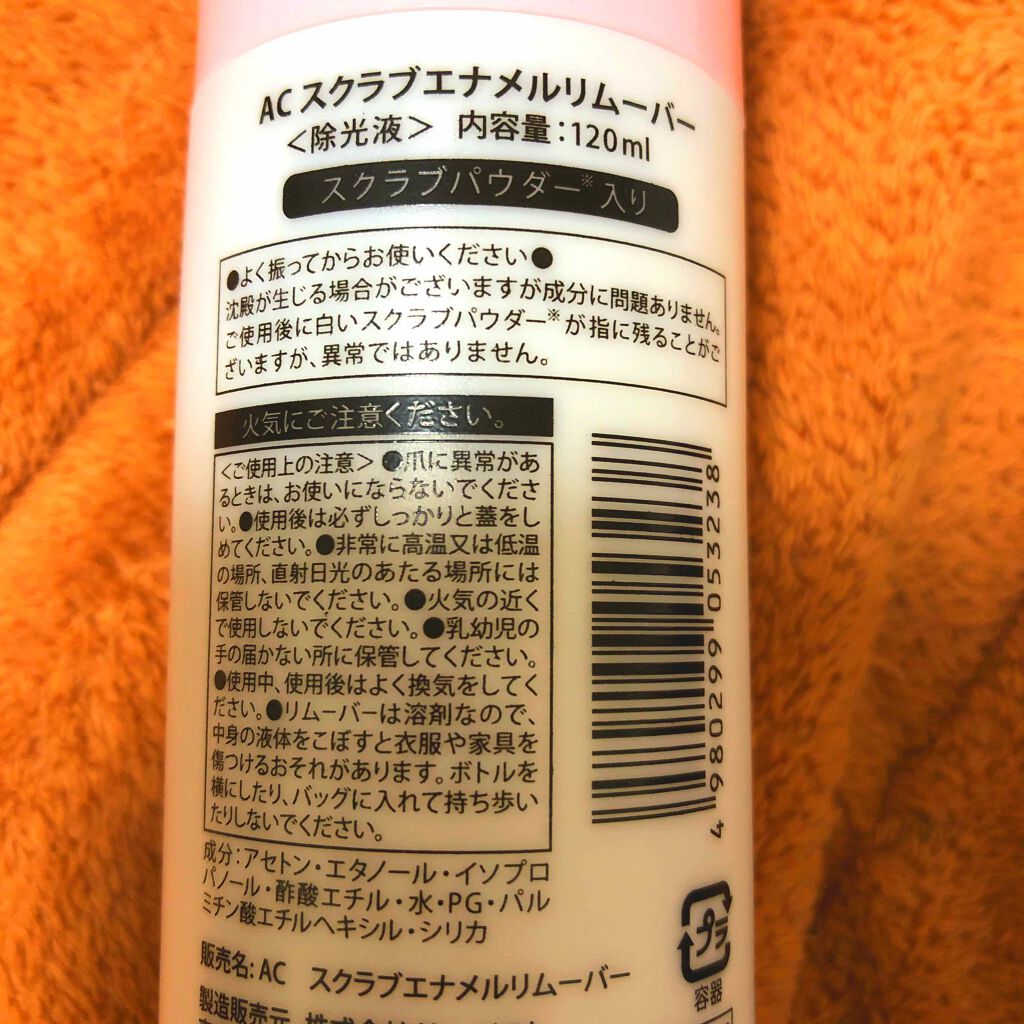 AC スクラブエナメルリムーバー
＜除光液＞ 内容量：120ml
スクラブパウダー※入り
●よく振ってからお使いください●
沈殿が生じる場合がございますが成分に問題ありません。
ご使用後に白いスクラブパウダー※が指に残ることがご
ざいますが、異常ではありません。
火気にご注意ください。
＜ご使用上の注意＞●爪に異常があ
るときは、お使いにならないでくださ
い。●使用後は必ずしっかりと蓋をし
めてください。●非常に高温又は低温
の場所、直射日光のあたる場所には
保管しないでください。●火気の近く
で使用しないでください。●乳幼児の
手の届かない所に保管してください。
●使用中、使用後はよく換気をしてく
ださい。●リムーバーは溶剤なので、
中身の液体をこぼすと衣服や家具を
傷つけるおそれがあります。ボトルを
横にしたり、バッグに入れて持ち歩い
たりしないでください。
4980299053238
成分：アセトン・エタノール・イソプロ
パノール・酢酸エチル・水・PG・パル
ミチン酸エチルヘキシル・シリカ
プラ
容器
販売名：AC スクラブエナメルリムーバー
製造販売元 株式会社